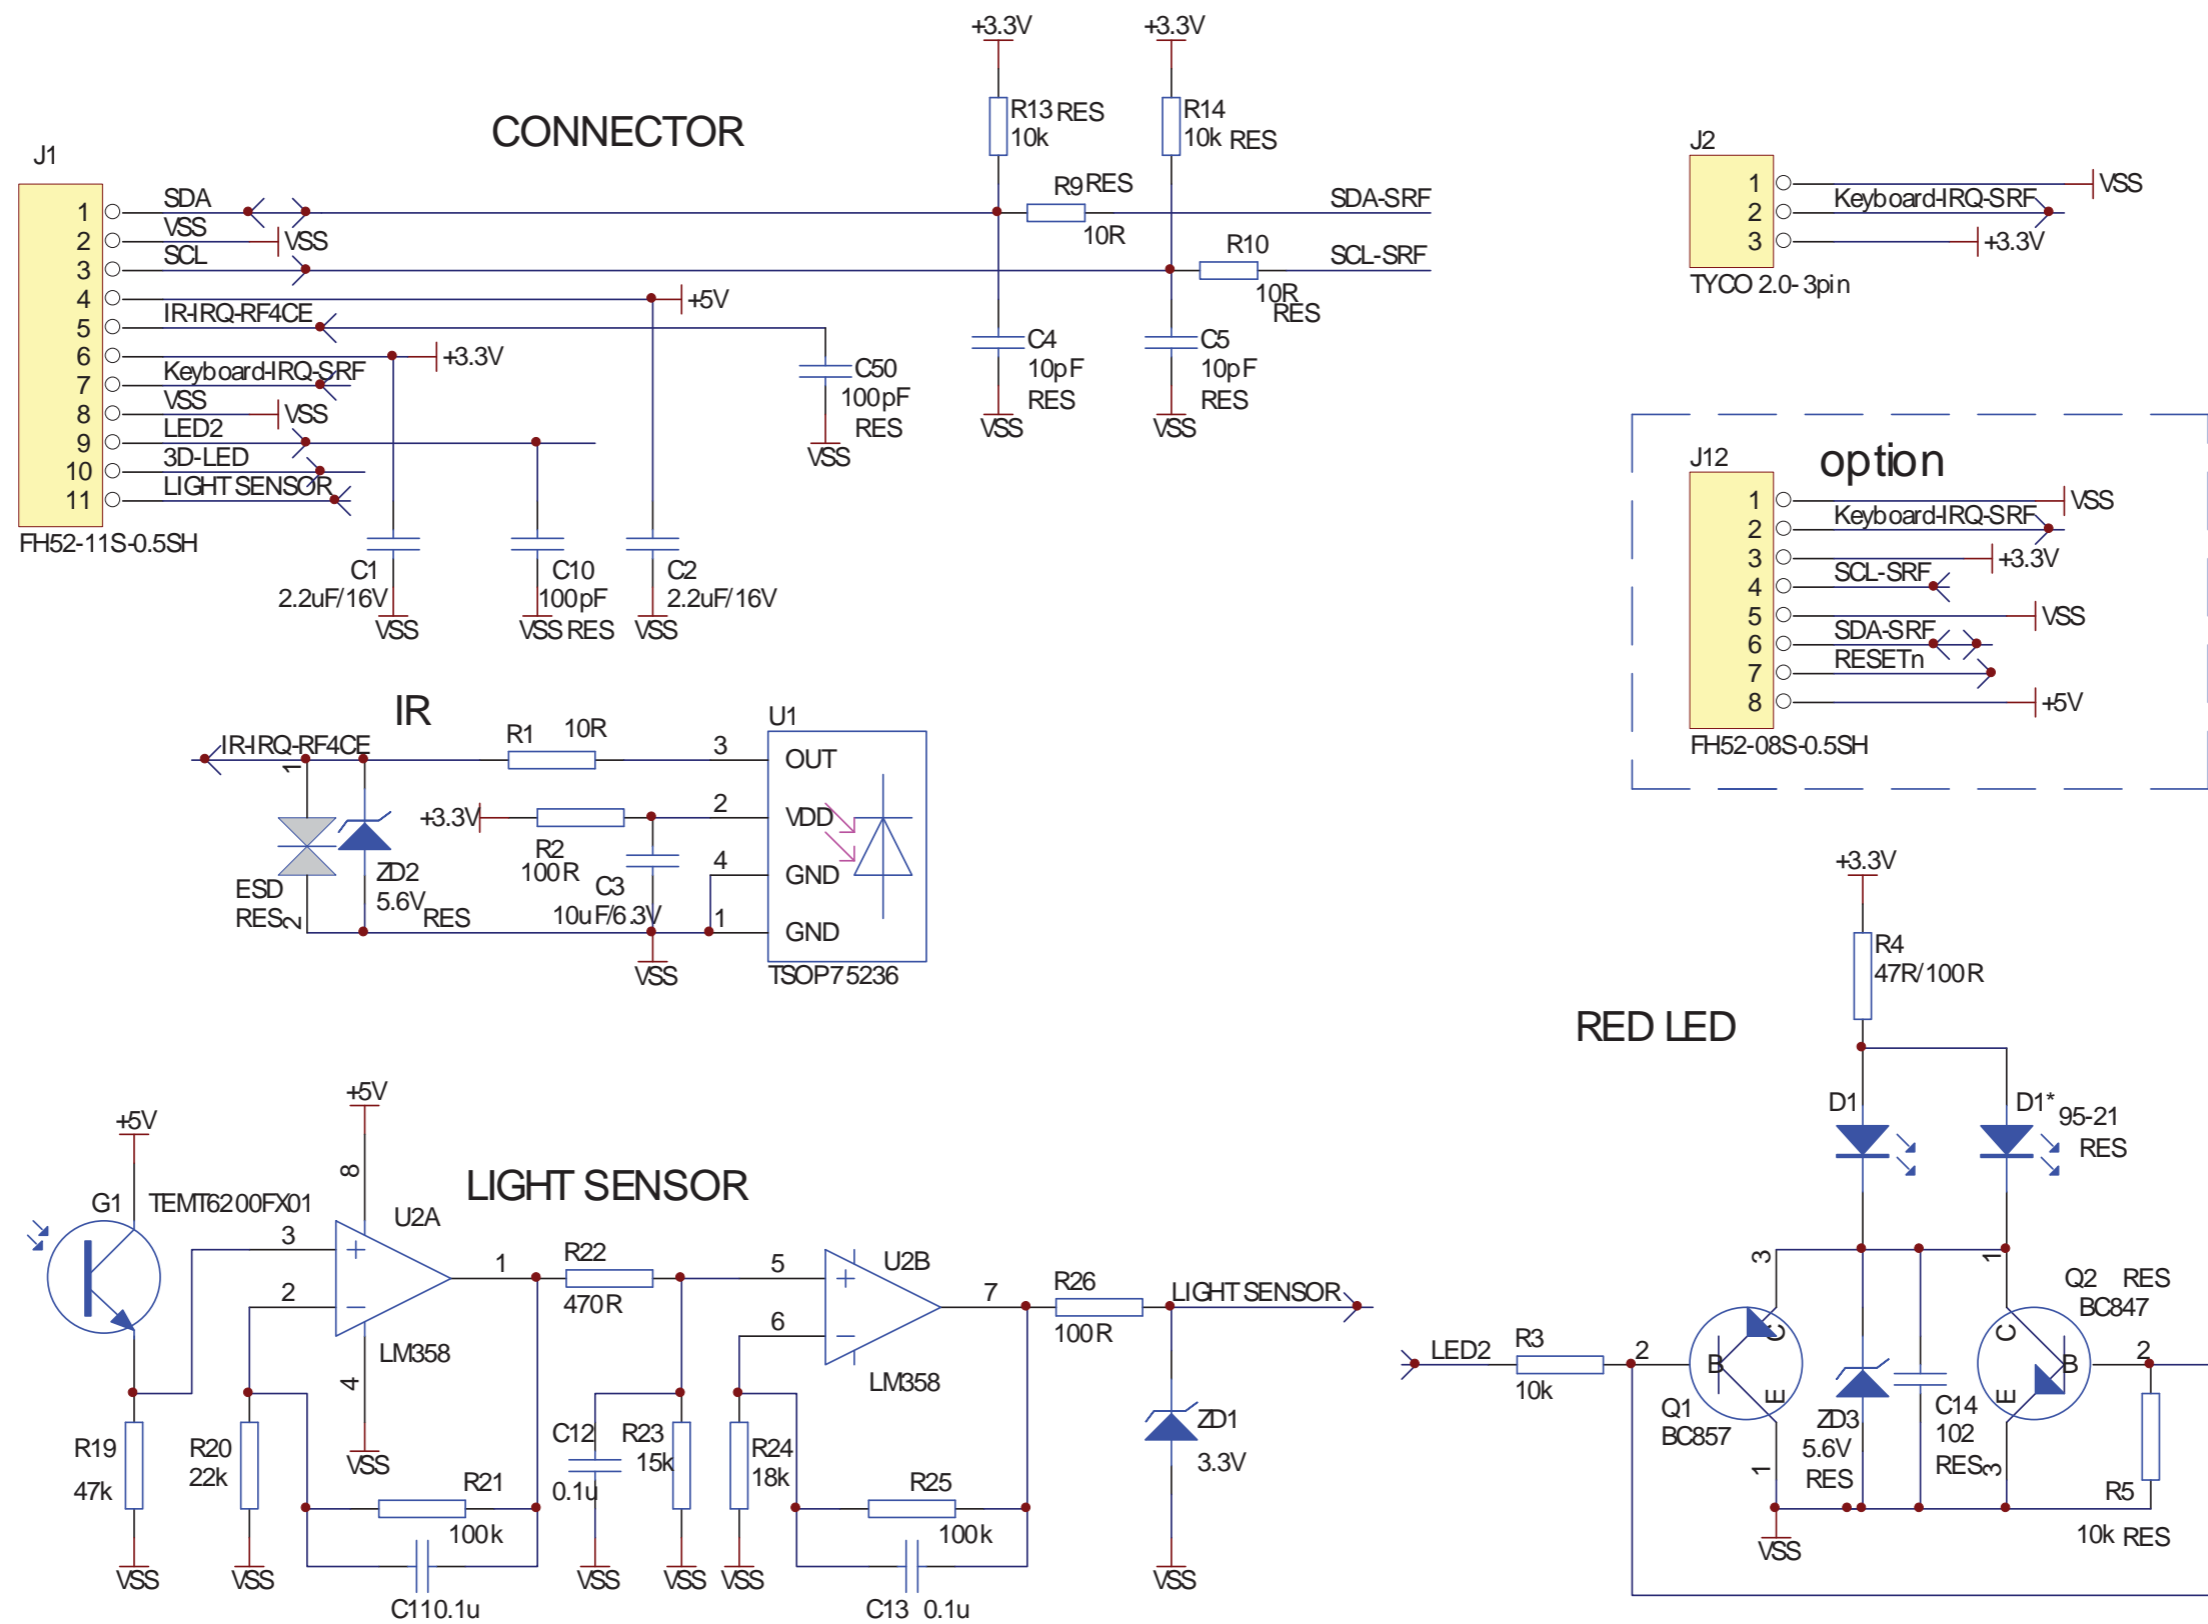 CONNECTOR
J1
1 SDA
2 VSS VSS
3 SCL
4 +5V
5 IR-IRQ-RF4CE
6 +3.3V
7 Keyboard-IRQ-SRF
8 VSS VSS
9 LED2
10 3D-LED
11 LIGHT SENSOR
FH52-11S-0.5SH
+3.3V
R13 RES
10k
+3.3V
R14
10k RES
R9 RES
10R
SDA-SRF
R10
10R
RES
SCL-SRF
C4
10pF
RES
VSS
C5
10pF
RES
VSS
C50
100pF
RES
VSS
C1
2.2uF/16V
VSS
C10
100pF
VSS RES
C2
2.2uF/16V
VSS
J2
1 VSS
2 Keyboard-IRQ-SRF
3 +3.3V
TYCO 2.0-3pin
option
J12
1 VSS
2 Keyboard-IRQ-SRF
3 +3.3V
4 SCL-SRF
5 VSS
6 SDA-SRF
7 RESETn
8 +5V
FH52-08S-0.5SH
IR
IR-IRQ-RF4CE
R1 10R
U1
3 OUT
2 VDD
4 GND
1 GND
TSOP75236
+3.3V
R2
100R
C3
10uF/6.3V
1
ESD
RES
2
ZD2
5.6V
RES
VSS
LIGHT SENSOR
+5V
G1 TEMT6200FX01
R19
47k
VSS
+5V
8
3 +
2 -
1
4
U2A
LM358
VSS
R20
22k
VSS
R21
100k
C11 0.1u
R22
470R
C12
0.1u
VSS
R23
15k
VSS
5 +
6 -
7
U2B
LM358
R24
18k
VSS
R25
100k
C13 0.1u
R26
100R
LIGHT SENSOR
ZD1
3.3V
VSS
RED LED
+3.3V
R4
47R/100R
D1
D1* 95-21
RES
LED2
R3
10k
2
3
B
C
E
1
Q1
BC857
ZD3
5.6V
RES
C14
102
RES
1
C
B
E
3
2
Q2 RES
BC847
R5
10k RES
VSS